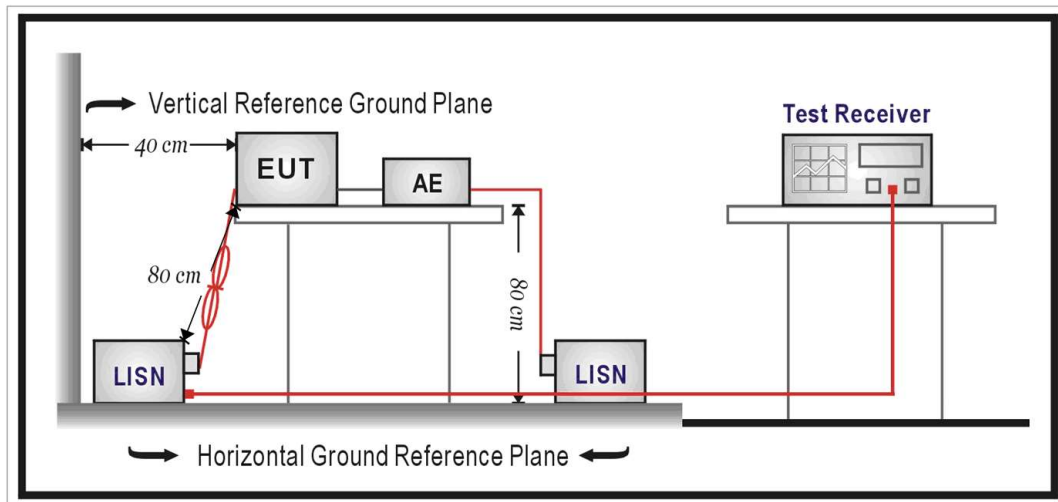 Vertical Reference Ground Plane
40 cm
EUT
AE
Test Receiver
80 cm
80 cm
LISN
LISN
Horizontal Ground Reference Plane